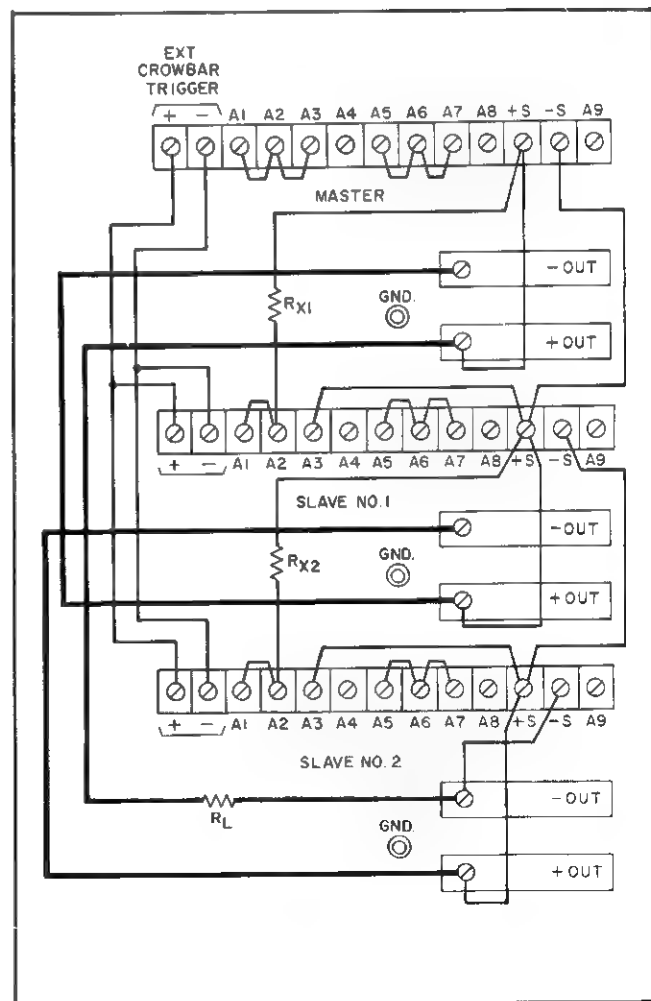 EXT
CROWBAR
TRIGGER
+ − A1 A2 A3 A4 A5 A6 A7 A8 +S −S A9
MASTER
−OUT
RX1
GND.
+OUT
+ − A1 A2 A3 A4 A5 A6 A7 A8 +S −S A9
SLAVE NO.1
−OUT
RX2
GND.
+OUT
+ − A1 A2 A3 A4 A5 A6 A7 A8 +S −S A9
SLAVE NO. 2
−OUT
RL
GND.
+OUT